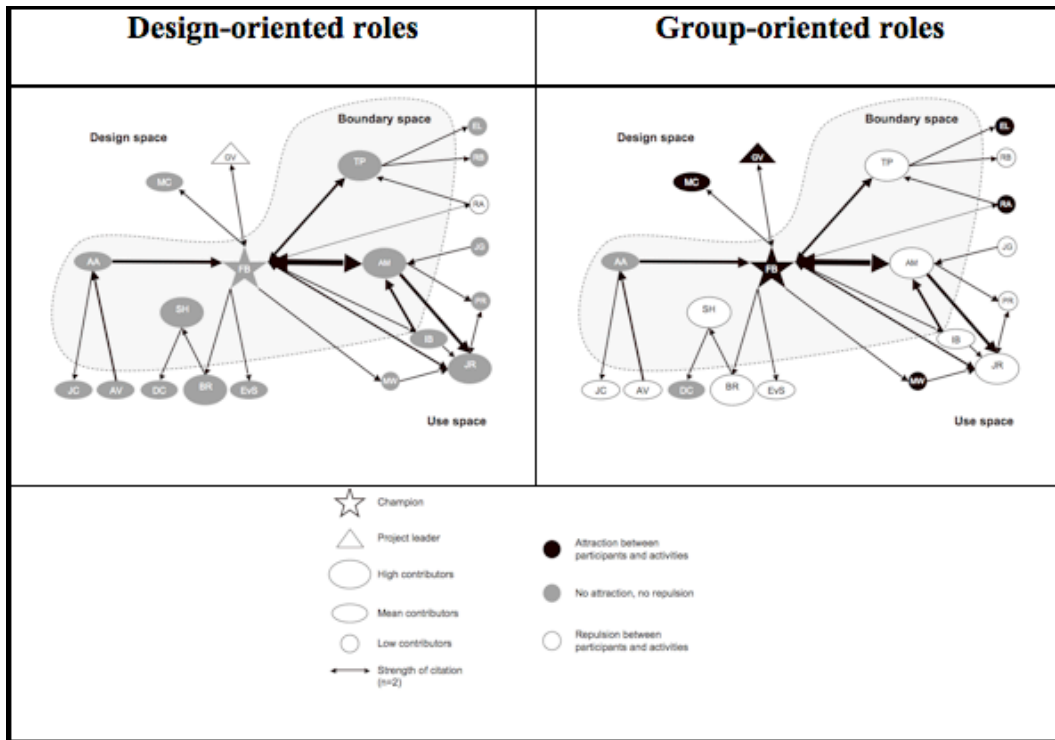 Design-oriented roles
Group-oriented roles
Design space
Boundary space
GV
TP
EL
RB
MC
RA
AA
FB
AM
JG
SH
PR
IB
JR
MW
JC
AV
DC
BR
EvS
Use space
Design space
Boundary space
GV
TP
EL
RB
MC
RA
AA
FB
AM
JG
SH
PR
IB
JR
MW
JC
AV
DC
BR
EvS
Use space
Champion
Project leader
High contributors
Mean contributors
Low contributors
Strength of citation
(n=2)
Attraction between
participants and activities
No attraction, no repulsion
Repulsion between
participants and activities